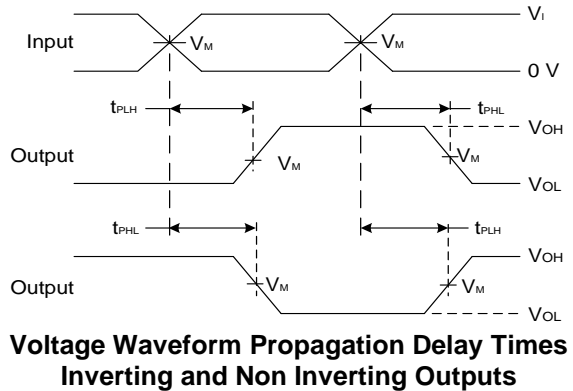 VI
Input
VM
VM
0 V
tPLH
tPHL
VOH
Output
VM
VM
VOL
tPHL
tPLH
VOH
Output
VM
VM
VOL
Voltage Waveform Propagation Delay Times
Inverting and Non Inverting Outputs